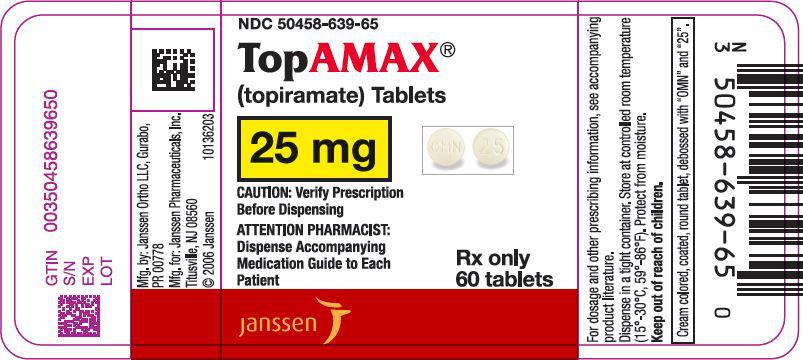 GTIN 00350458639650
S/N
EXP
LOT
Mfg. by: Janssen Ortho LLC, Gurabo,
PR 00778
Mfg. for: Janssen Pharmaceuticals, Inc.
Titusville, NJ 08560
© 2006 Janssen 10136203
NDC 50458-639-65
TopAMAX®
(topiramate) Tablets
25 mg
OMN 25
CAUTION: Verify Prescription
Before Dispensing
ATTENTION PHARMACIST:
Dispense Accompanying
Medication Guide to Each
Patient
Rx only
60 tablets
janssen
For dosage and other prescribing information, see accompanying
product literature.
Dispense in a tight container. Store at controlled room temperature
(15°-30°C, 59°-86°F). Protect from moisture.
Keep out of reach of children.
Cream colored, coated, round tablet, debossed with “OMN” and “25”.
N
3 50458-639-65 0